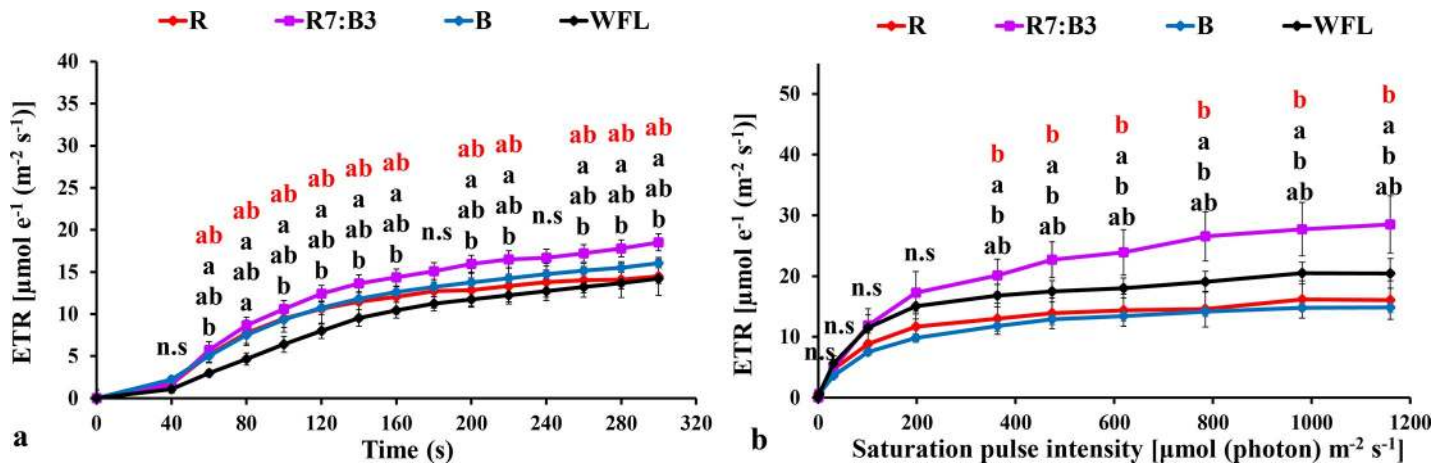 R R7:B3 B WFL
ETR [µmol e⁻¹ (m⁻² s⁻¹)]
40
35
30
25
20
15
10
5
0
n.s
ab
a
ab
b
ab
a
ab
a
ab
a
ab
b
ab
a
ab
b
ab
a
ab
b
ab
a
ab
b
n.s
ab
a
ab
b
ab
a
ab
b
n.s
ab
a
ab
b
ab
a
ab
b
ab
a
ab
b
0 40 80 120 160 200 240 280 320
Time (s)
a
R R7:B3 B WFL
ETR [µmol e⁻¹ (m⁻² s⁻¹)]
50
40
30
20
10
0
n.s
n.s
n.s
n.s
b
a
b
ab
b
a
b
ab
b
a
b
ab
b
a
b
ab
b
a
b
ab
b
a
b
ab
0 200 400 600 800 1000 1200
Saturation pulse intensity [µmol (photon) m⁻² s⁻¹]
b